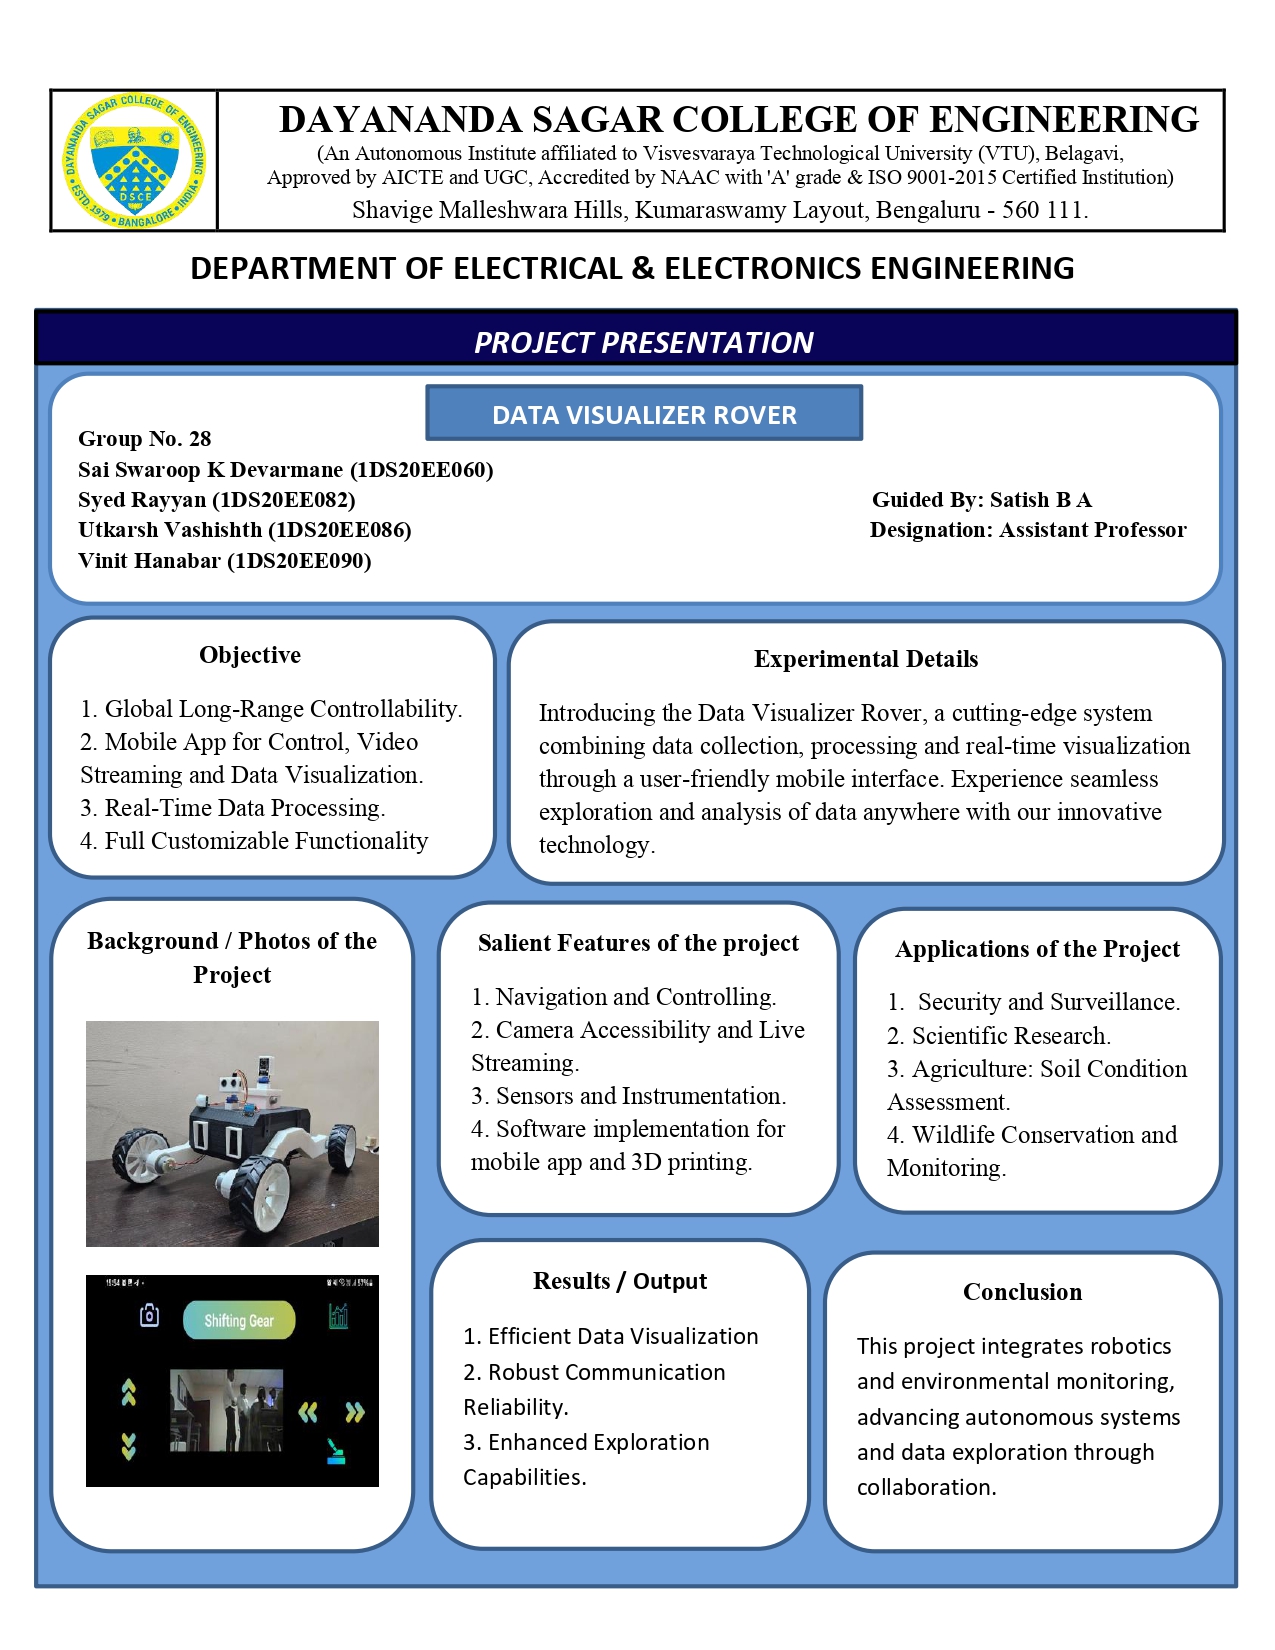 DAYANANDA SAGAR COLLEGE OF ENGINEERING
ESTD. 1979 • BANGALORE • INDIA
DSCE
DAYANANDA SAGAR COLLEGE OF ENGINEERING
(An Autonomous Institute affiliated to Visvesvaraya Technological University (VTU), Belagavi,
Approved by AICTE and UGC, Accredited by NAAC with 'A' grade & ISO 9001-2015 Certified Institution)
Shavige Malleshwara Hills, Kumaraswamy Layout, Bengaluru - 560 111.
DEPARTMENT OF ELECTRICAL & ELECTRONICS ENGINEERING
PROJECT PRESENTATION
DATA VISUALIZER ROVER
Group No. 28
Sai Swaroop K Devarmane (1DS20EE060)
Syed Rayyan (1DS20EE082)
Utkarsh Vashishth (1DS20EE086)
Vinit Hanabar (1DS20EE090)
Guided By: Satish B A
Designation: Assistant Professor
Objective
1. Global Long-Range Controllability.
2. Mobile App for Control, Video
Streaming and Data Visualization.
3. Real-Time Data Processing.
4. Full Customizable Functionality
Experimental Details
Introducing the Data Visualizer Rover, a cutting-edge system
combining data collection, processing and real-time visualization
through a user-friendly mobile interface. Experience seamless
exploration and analysis of data anywhere with our innovative
technology.
Background / Photos of the
Project
15:54
57%
Shifting Gear
Salient Features of the project
1. Navigation and Controlling.
2. Camera Accessibility and Live
Streaming.
3. Sensors and Instrumentation.
4. Software implementation for
mobile app and 3D printing.
Applications of the Project
1.  Security and Surveillance.
2. Scientific Research.
3. Agriculture: Soil Condition
Assessment.
4. Wildlife Conservation and
Monitoring.
Results / Output
1. Efficient Data Visualization
2. Robust Communication
Reliability.
3. Enhanced Exploration
Capabilities.
Conclusion
This project integrates robotics
and environmental monitoring,
advancing autonomous systems
and data exploration through
collaboration.